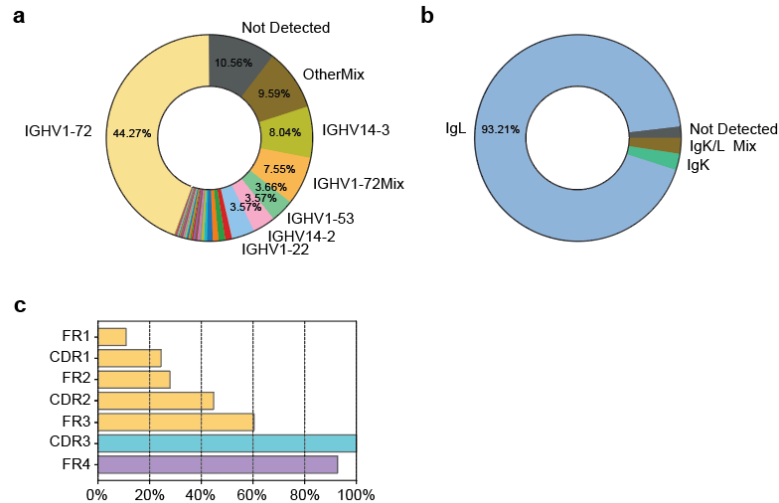 a
Not Detected
10.56%
OtherMix
9.59%
IGHV14-3
8.04%
IGHV1-72
44.27%
7.55%
IGHV1-72Mix
3.66%
IGHV1-53
3.57%
IGHV14-2
3.57%
IGHV1-22
b
IgL
93.21%
Not Detected
IgK/L Mix
IgK
c
FR1
CDR1
FR2
CDR2
FR3
CDR3
FR4
0% 20% 40% 60% 80% 100%